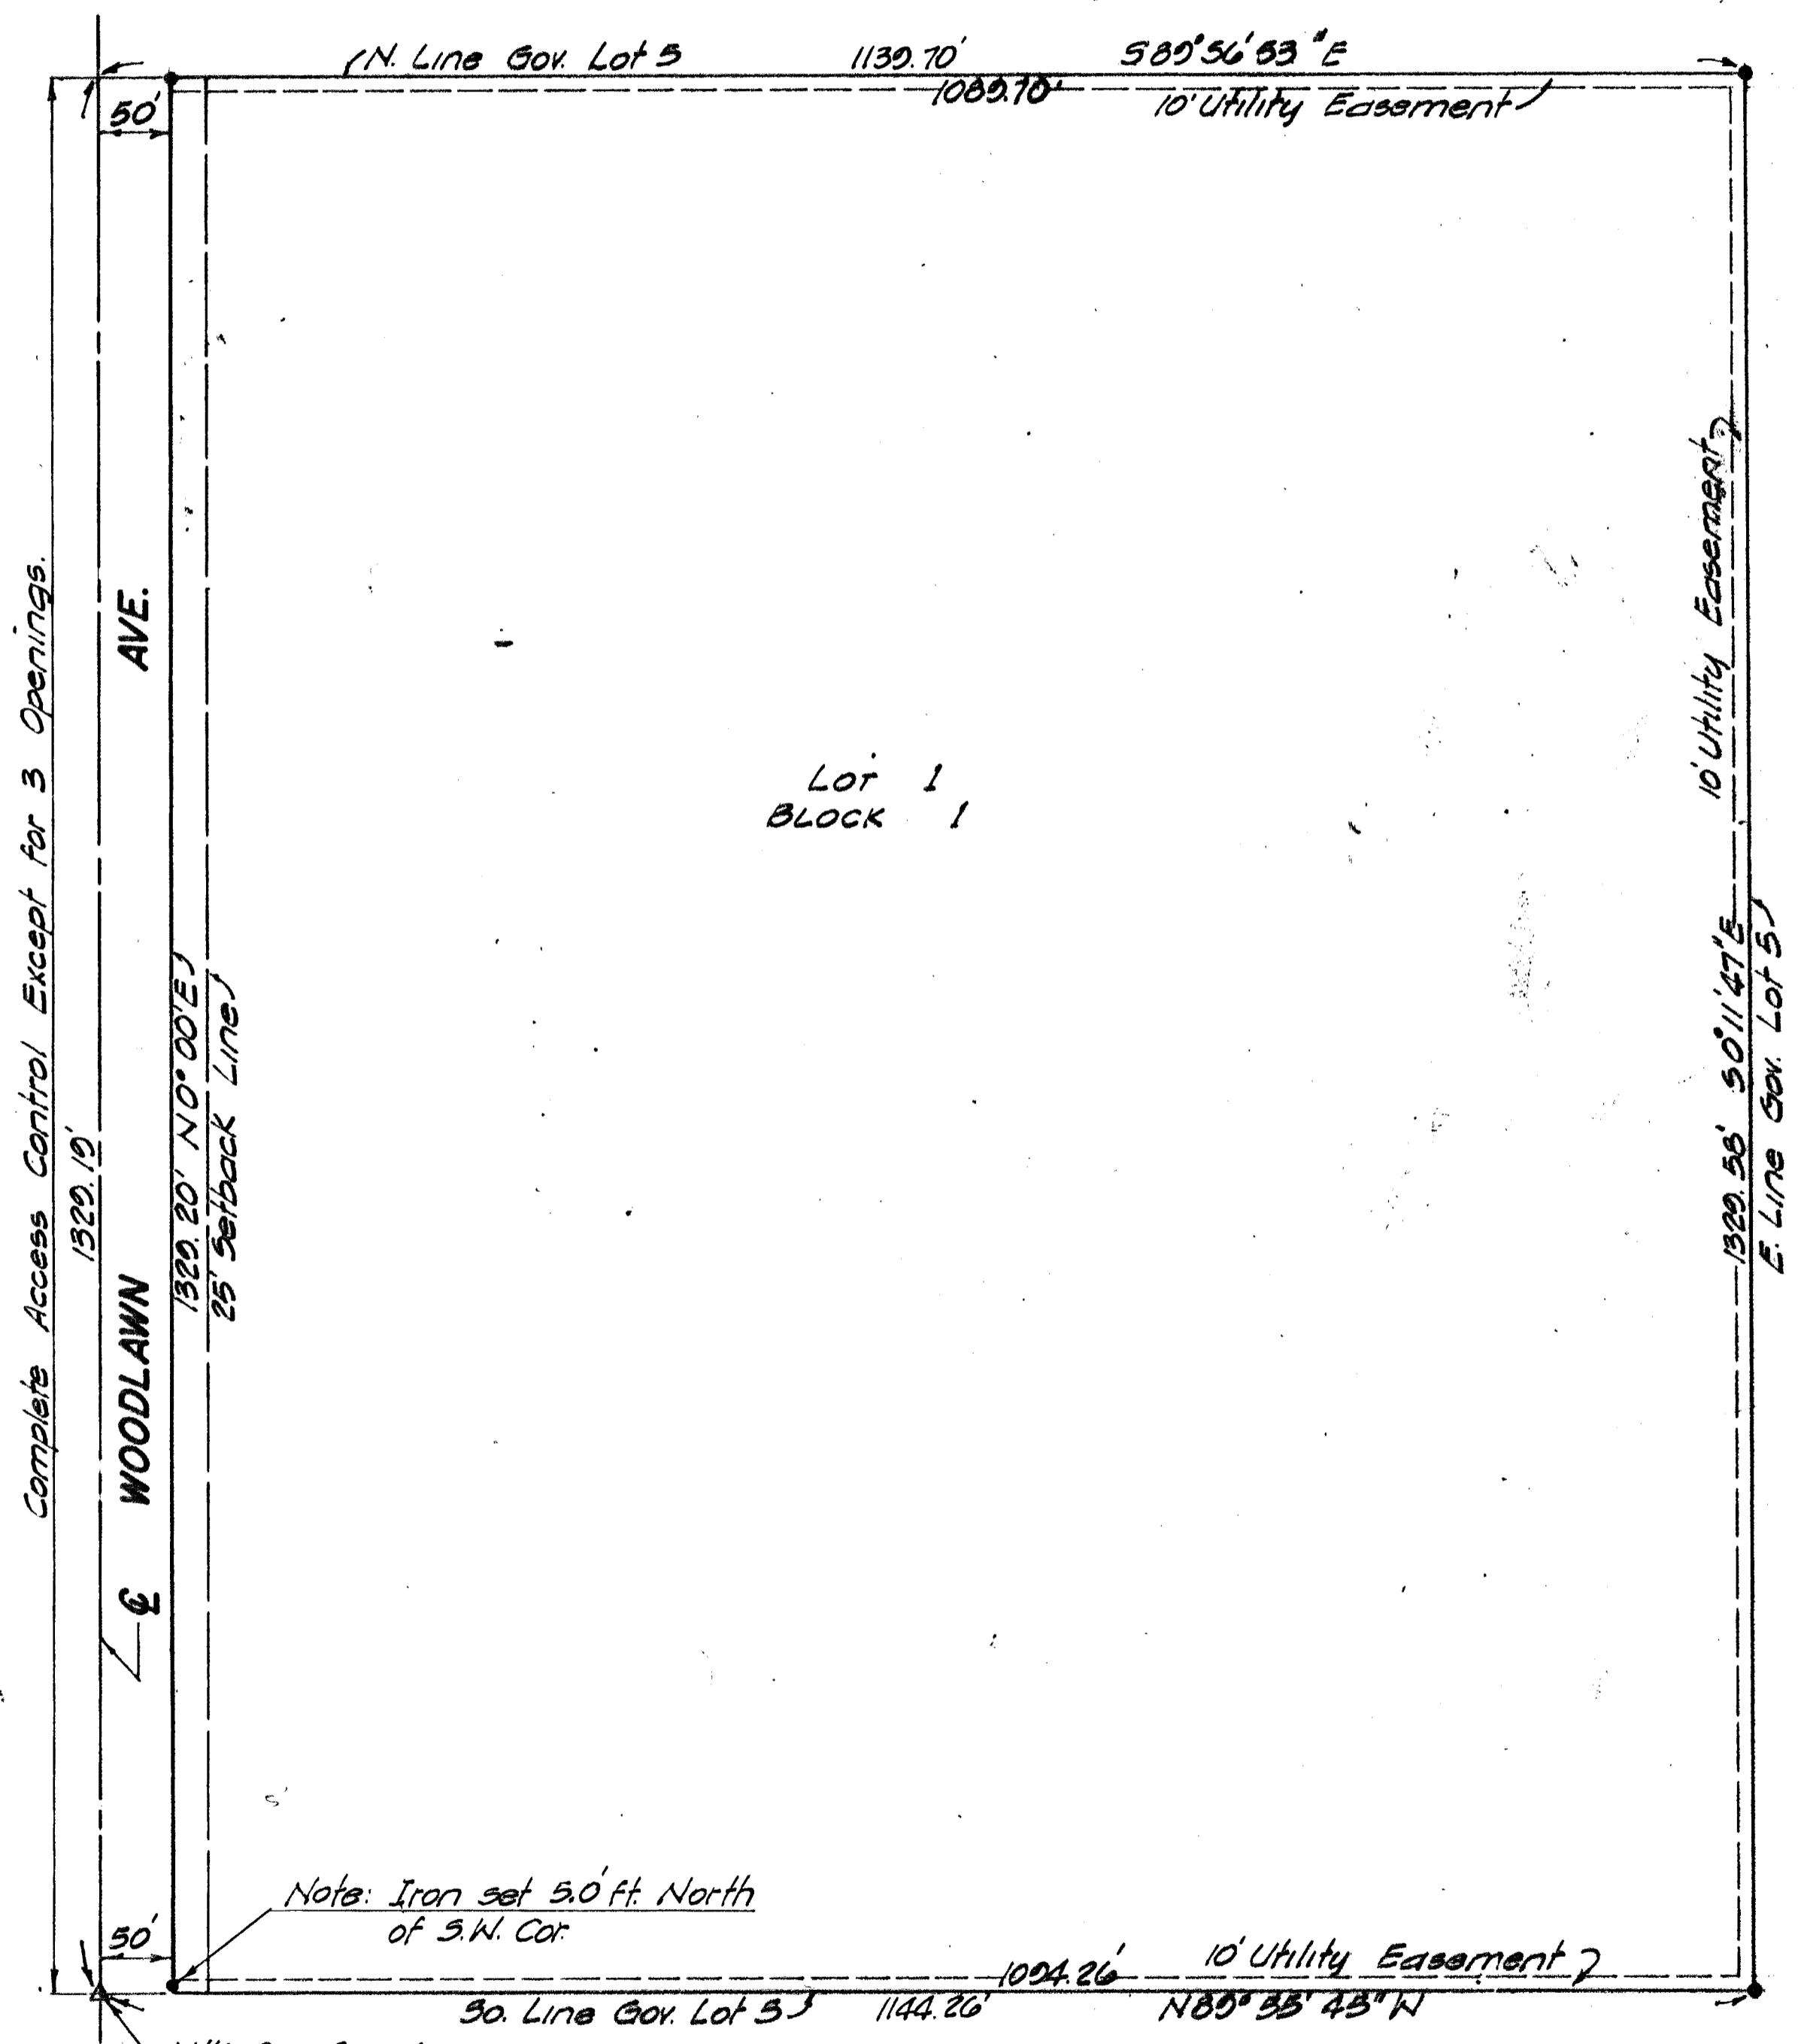 N. Line Gov. Lot 5 1139.70' S89°56'53"E
50'
1089.70'
10' Utility Easement
Complete Access Control Except for 3 Openings.
1329.19'
℄ WOODLAWN AVE.
1329.20' N0°00'E
25' Setback Line
LOT 1
BLOCK 1
10' Utility Easement
1329.58' S0°11'47"E
E. Line Gov. Lot 5
Note: Iron set 5.0' ft. North
of S.W. Cor.
50'
1094.26'
10' Utility Easement
So. Line Gov. Lot 5 1144.26' N89°55'45"W